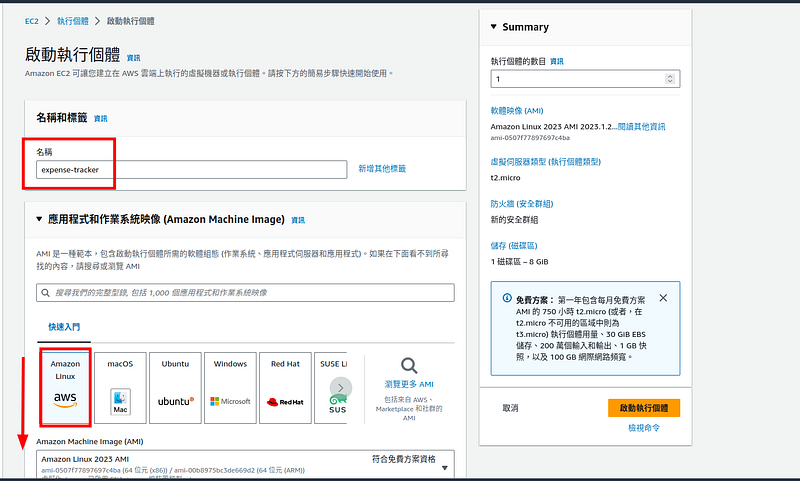 EC2 > 執行個體 > 啟動執行個體
啟動執行個體 資訊
Amazon EC2 可讓您建立在 AWS 雲端上執行的虛擬機器或執行個體。請按下方的簡易步驟快速開始使用。
名稱和標籤 資訊
名稱
expense-tracker
新增其他標籤
應用程式和作業系統映像 (Amazon Machine Image) 資訊
AMI 是一種範本，包含啟動執行個體所需的軟體組態 (作業系統、應用程式伺服器和應用程式)。如果在下面看不到所尋
找的內容，請搜尋或瀏覽 AMI
搜尋我們的完整型錄, 包括 1,000 個應用程式和作業系統映像
快速入門
Amazon
Linux
aws
macOS
Mac
Ubuntu
ubuntu
Windows
Microsoft
Red Hat
Red Hat
SUSE Li
SUS
瀏覽更多 AMI
包括來自 AWS、
Marketplace 和社群的
AMI
Amazon Machine Image (AMI)
Amazon Linux 2023 AMI
符合免費方案資格
ami-0507f77897697c4ba (64 位元 (x86)) / ami-00b8975bc3de669d2 (64 位元 (ARM))
Summary
執行個體的數目 資訊
1
軟體映像 (AMI)
Amazon Linux 2023 AMI 2023.1.2...閱讀其他資訊
ami-0507f77897697c4ba
虛擬伺服器類型 (執行個體類型)
t2.micro
防火牆 (安全群組)
新的安全群組
儲存 (磁碟區)
1 磁碟區 – 8 GiB
免費方案： 第一年包含每月免費方案
AMI 的 750 小時 t2.micro (或者，在
t2.micro 不可用的區域中則為
t3.micro) 執行個體用量、30 GiB EBS
儲存、200 萬個輸入和輸出、1 GB 快
照，以及 100 GB 網際網路頻寬。
取消
啟動執行個體
檢視命令